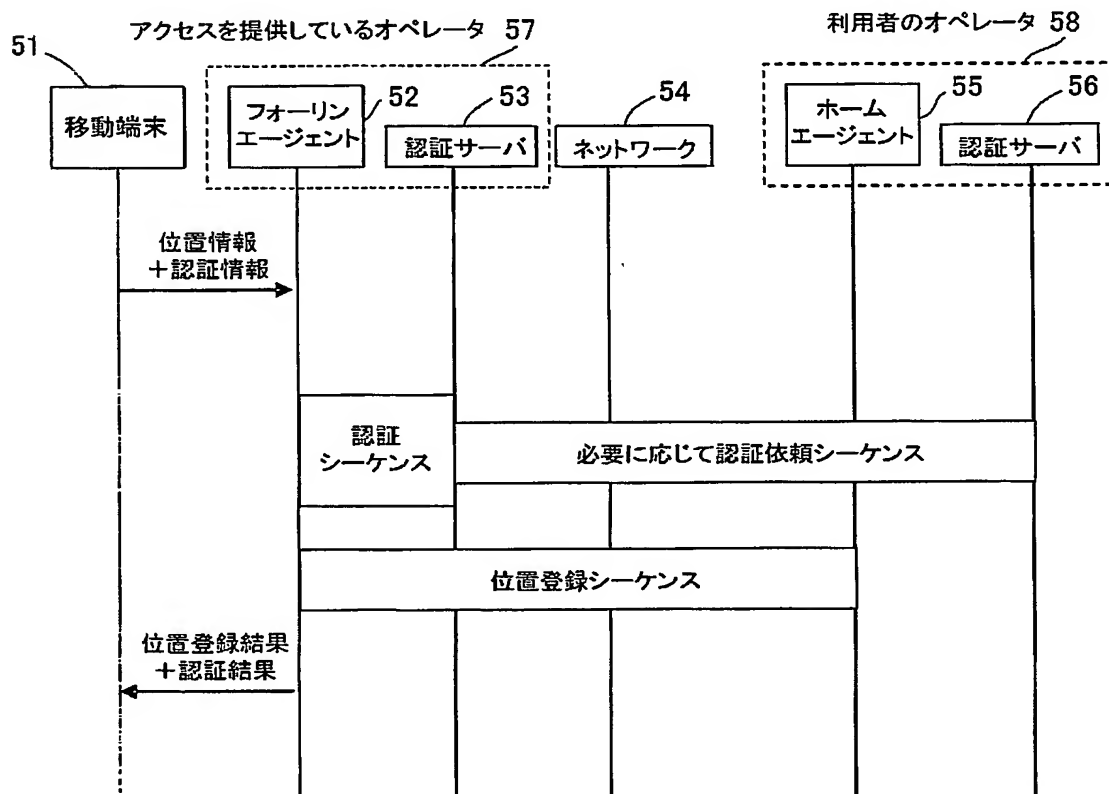 アクセスを提供しているオペレータ 57
利用者のオペレータ 58
51
移動端末
フォーリン
エージェント
52
53
認証サーバ
54
ネットワーク
ホーム
エージェント
55
56
認証サーバ
位置情報
+認証情報
認証
シーケンス
必要に応じて認証依頼シーケンス
位置登録シーケンス
位置登録結果
+認証結果